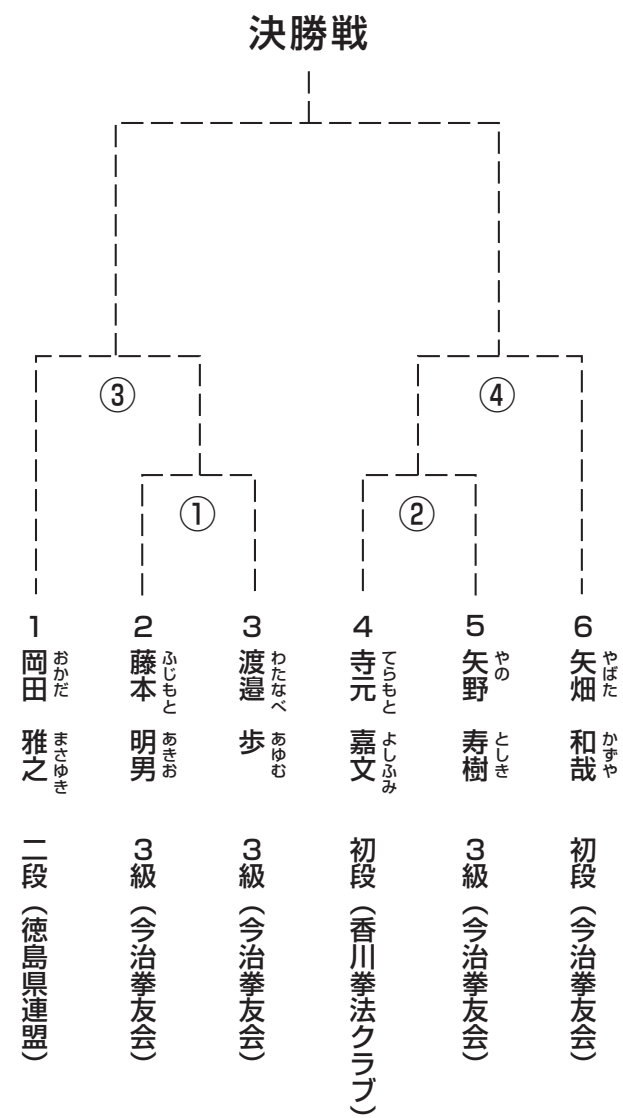 決勝戦
③
④
①
②
1 岡田 雅之 二段（徳島県連盟）
おかだ まさゆき
2 藤本 明男 3級（今治拳友会）
ふじもと あきお
3 渡邉 歩 3級（今治拳友会）
わたなべ あゆむ
4 寺元 嘉文 初段（香川拳法クラブ）
てらもと よしふみ
5 矢野 寿樹 3級（今治拳友会）
やの としき
6 矢畑 和哉 初段（今治拳友会）
やばた かずや